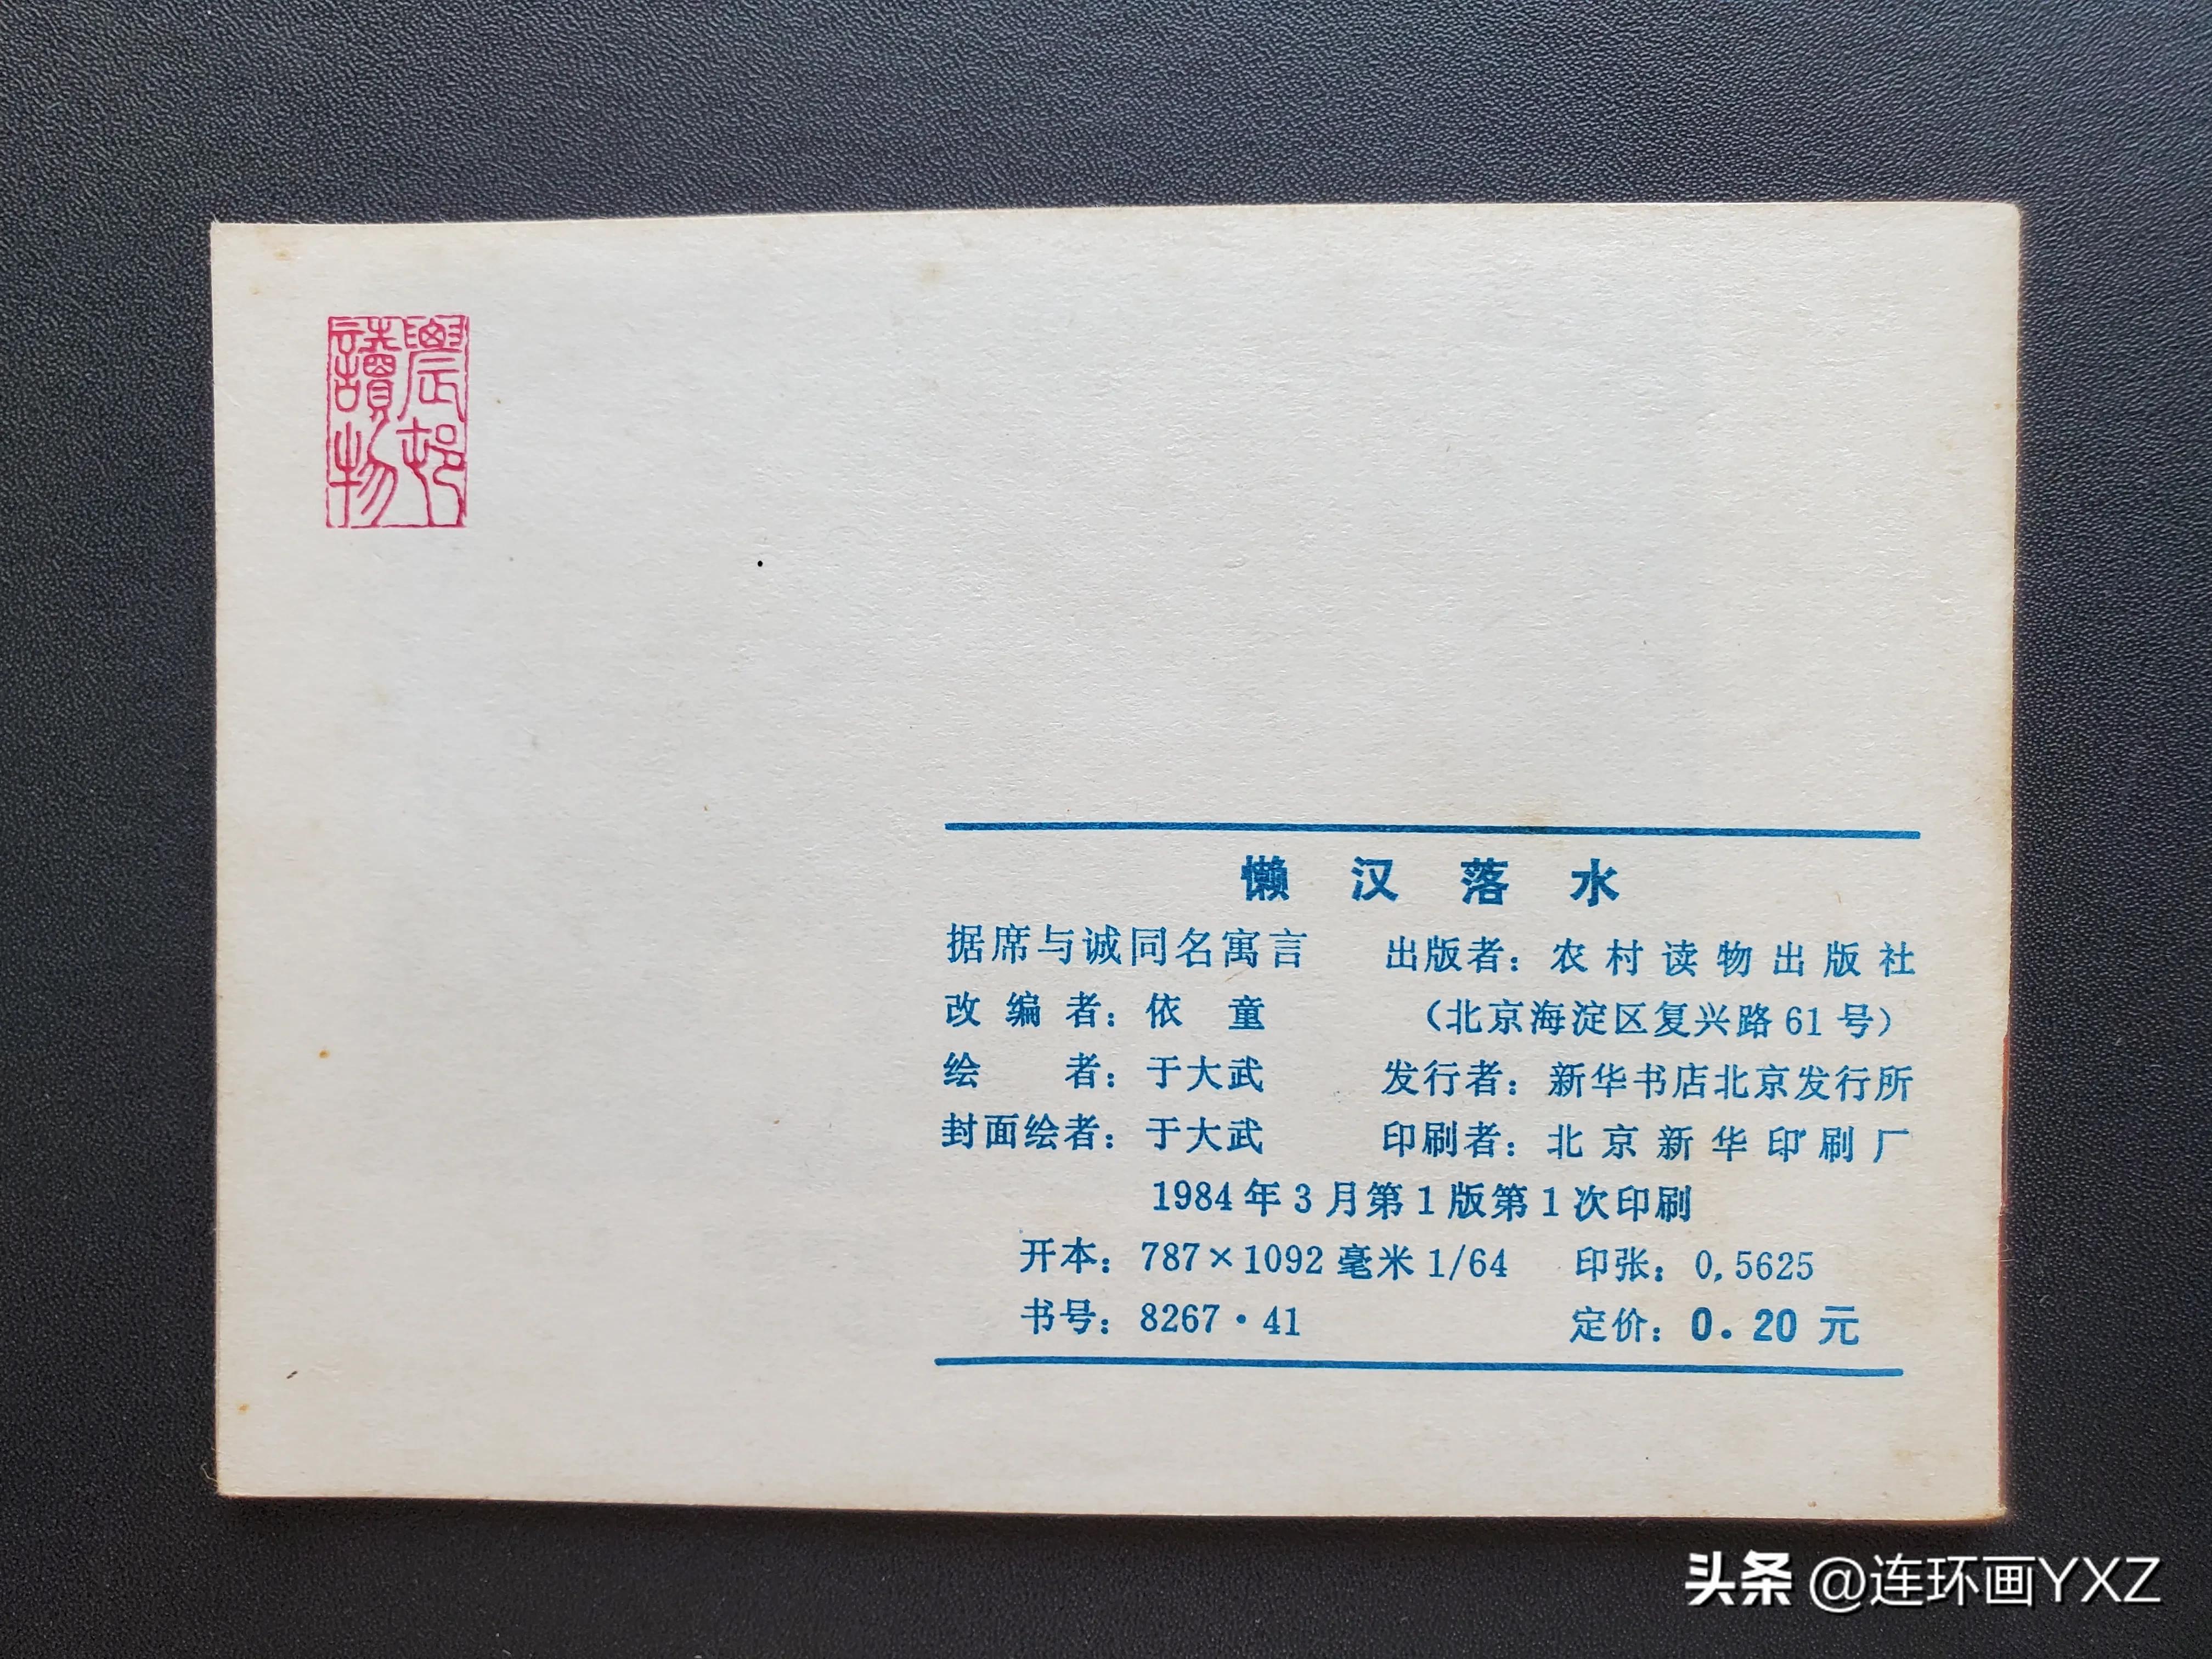 農邨
讀物
懒汉落水
据席与诚同名寓言
改编者：依童
绘者：于大武
封面绘者：于大武
出版者：农村读物出版社
（北京海淀区复兴路61号）
发行者：新华书店北京发行所
印刷者：北京新华印刷厂
1984年3月第1版第1次印刷
开本：787×1092毫米1/64 印张：0.5625
书号：8267·41 定价：0.20元
头条 @连环画YXZ